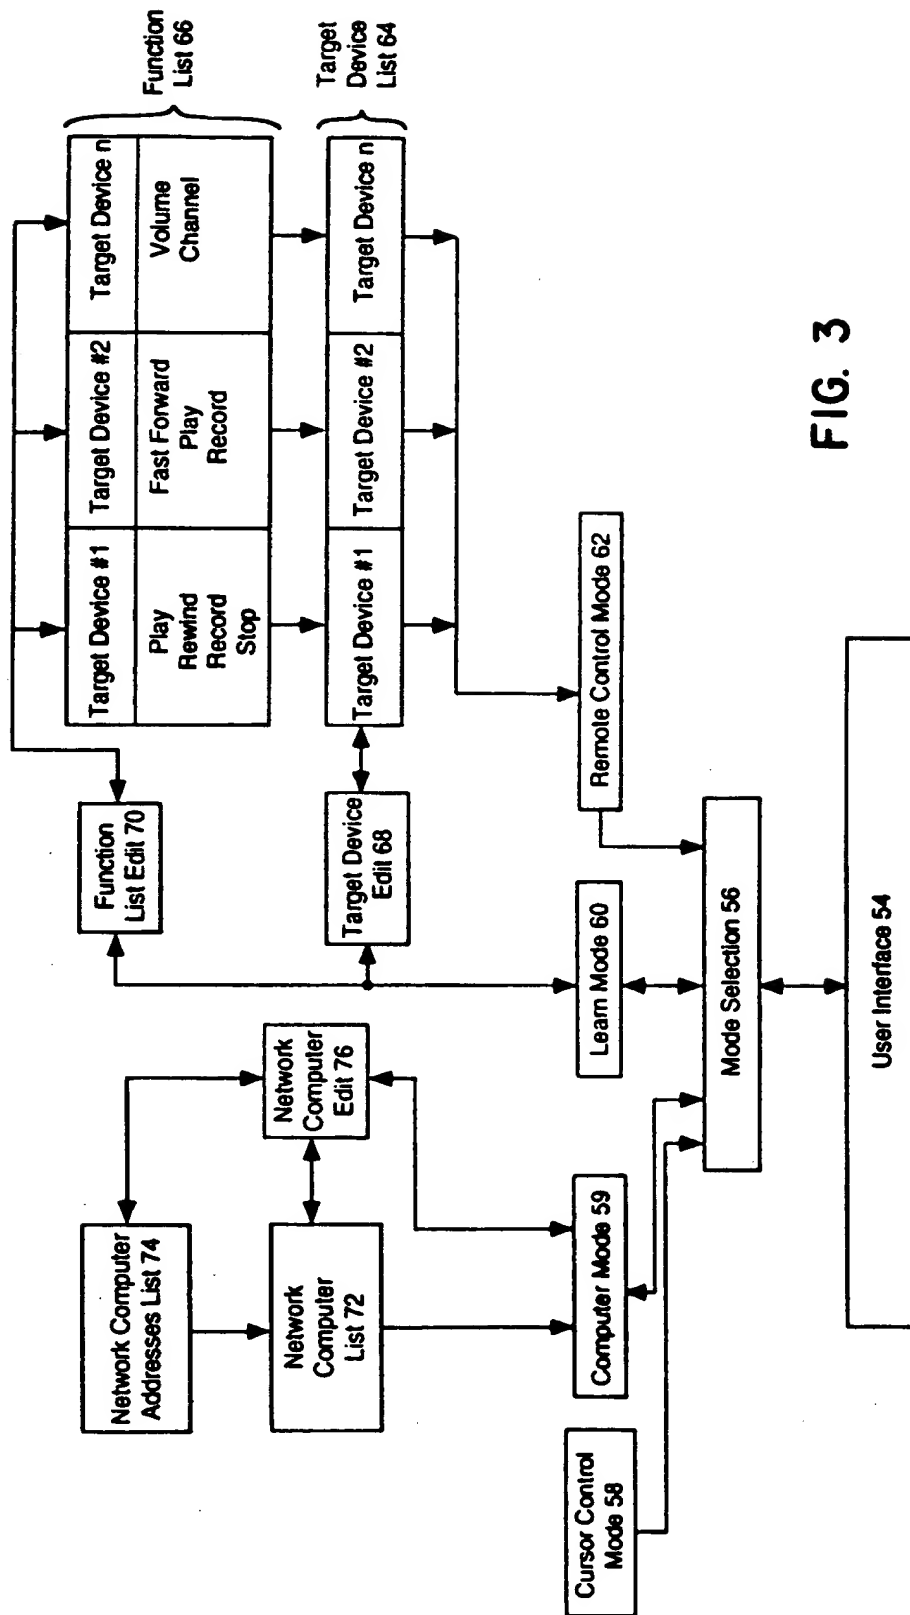 Function
List 66
Target Device #1
Target Device #2
Target Device n
Play
Rewind
Record
Stop
Fast Forward
Play
Record
Volume
Channel
Target
Device
List 64
Target Device #1
Target Device #2
Target Device n
Function
List Edit 70
Target Device
Edit 68
Network Computer
Addresses List 74
Network
Computer
Edit 76
Network
Computer
List 72
Cursor Control
Mode 58
Computer Mode 59
Learn Mode 60
Remote Control Mode 62
Mode Selection 56
User Interface 54
FIG. 3